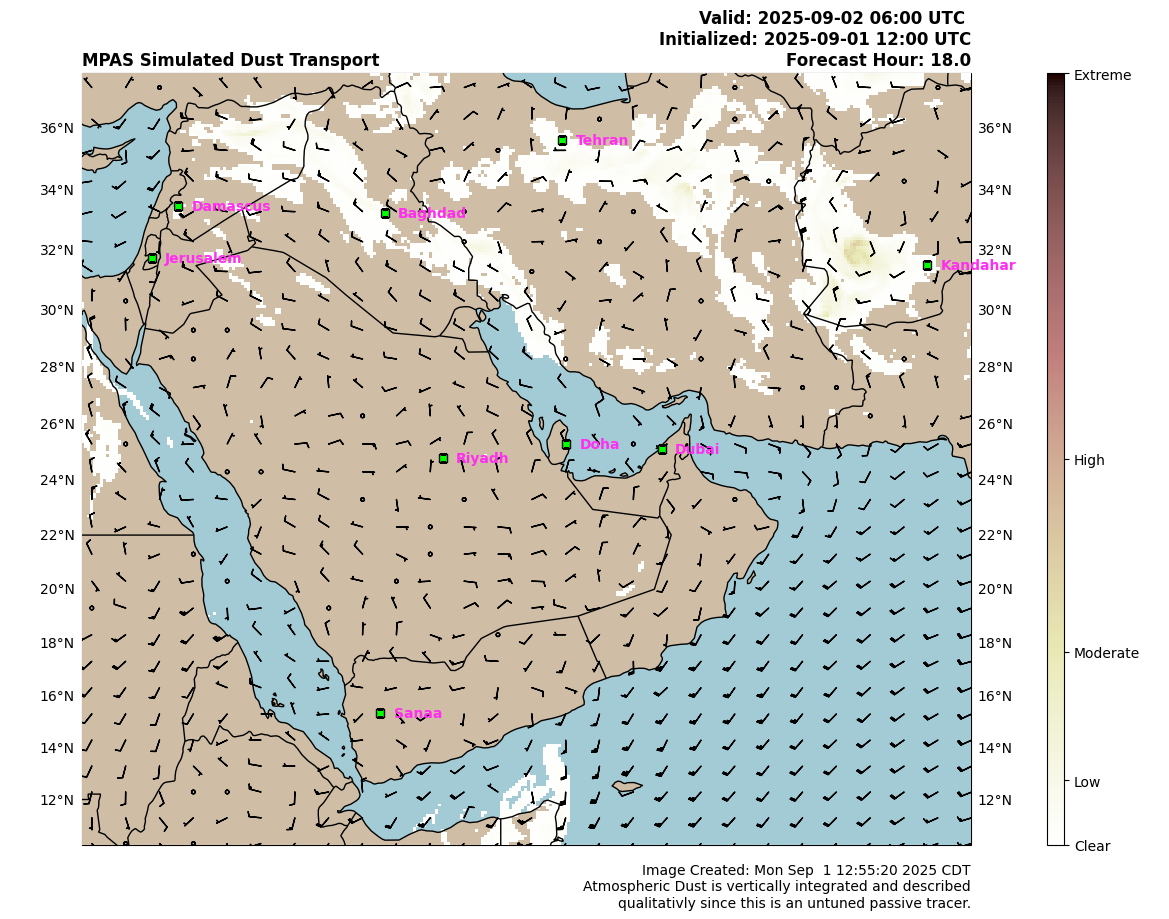 Valid: 2025-09-02 06:00 UTC
Initialized: 2025-09-01 12:00 UTC
MPAS Simulated Dust Transport
Forecast Hour: 18.0
Extreme
36°N
36°N
Tehran
34°N
34°N
Damascus
Baghdad
32°N
32°N
Jerusalem
Kandahar
30°N
30°N
28°N
28°N
26°N
26°N
Doha
Dubai
Riyadh
High
24°N
24°N
22°N
22°N
20°N
20°N
18°N
18°N
Moderate
16°N
16°N
Sanaa
14°N
14°N
Low
12°N
12°N
Clear
Image Created: Mon Sep  1 12:55:20 2025 CDT
Atmospheric Dust is vertically integrated and described
qualitativly since this is an untuned passive tracer.